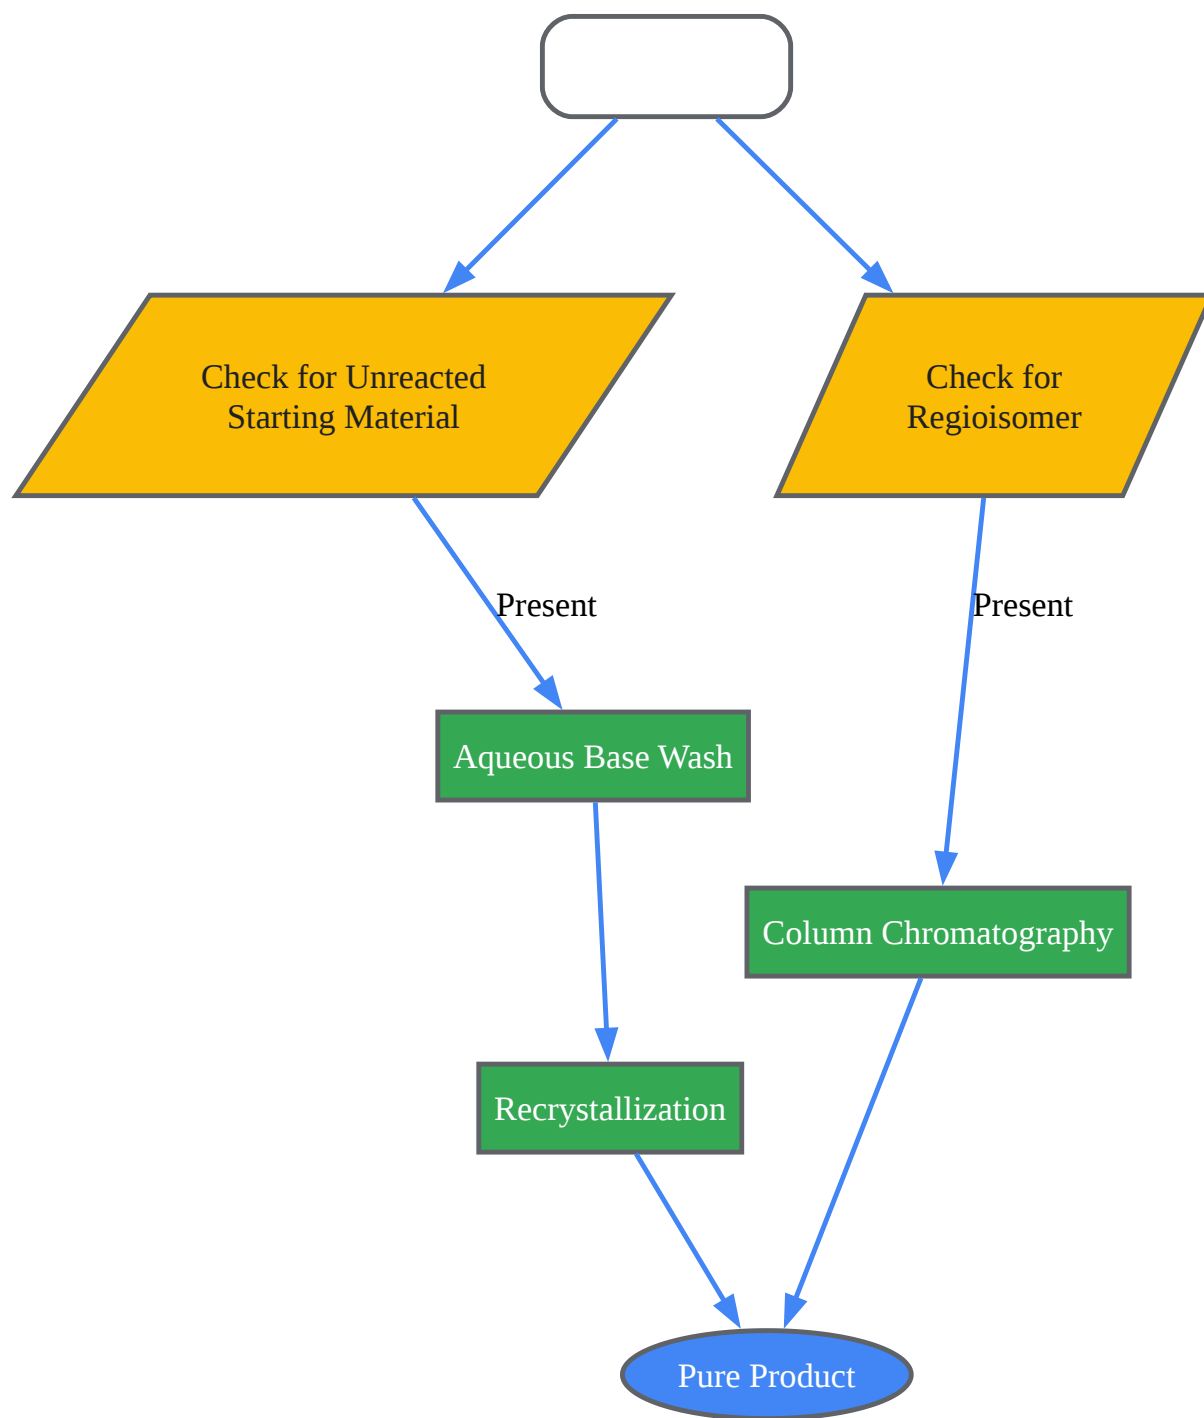 Check for Unreacted
Starting Material
Check for
Regioisomer
Present
Present
Aqueous Base Wash
Column Chromatography
Recrystallization
Pure Product